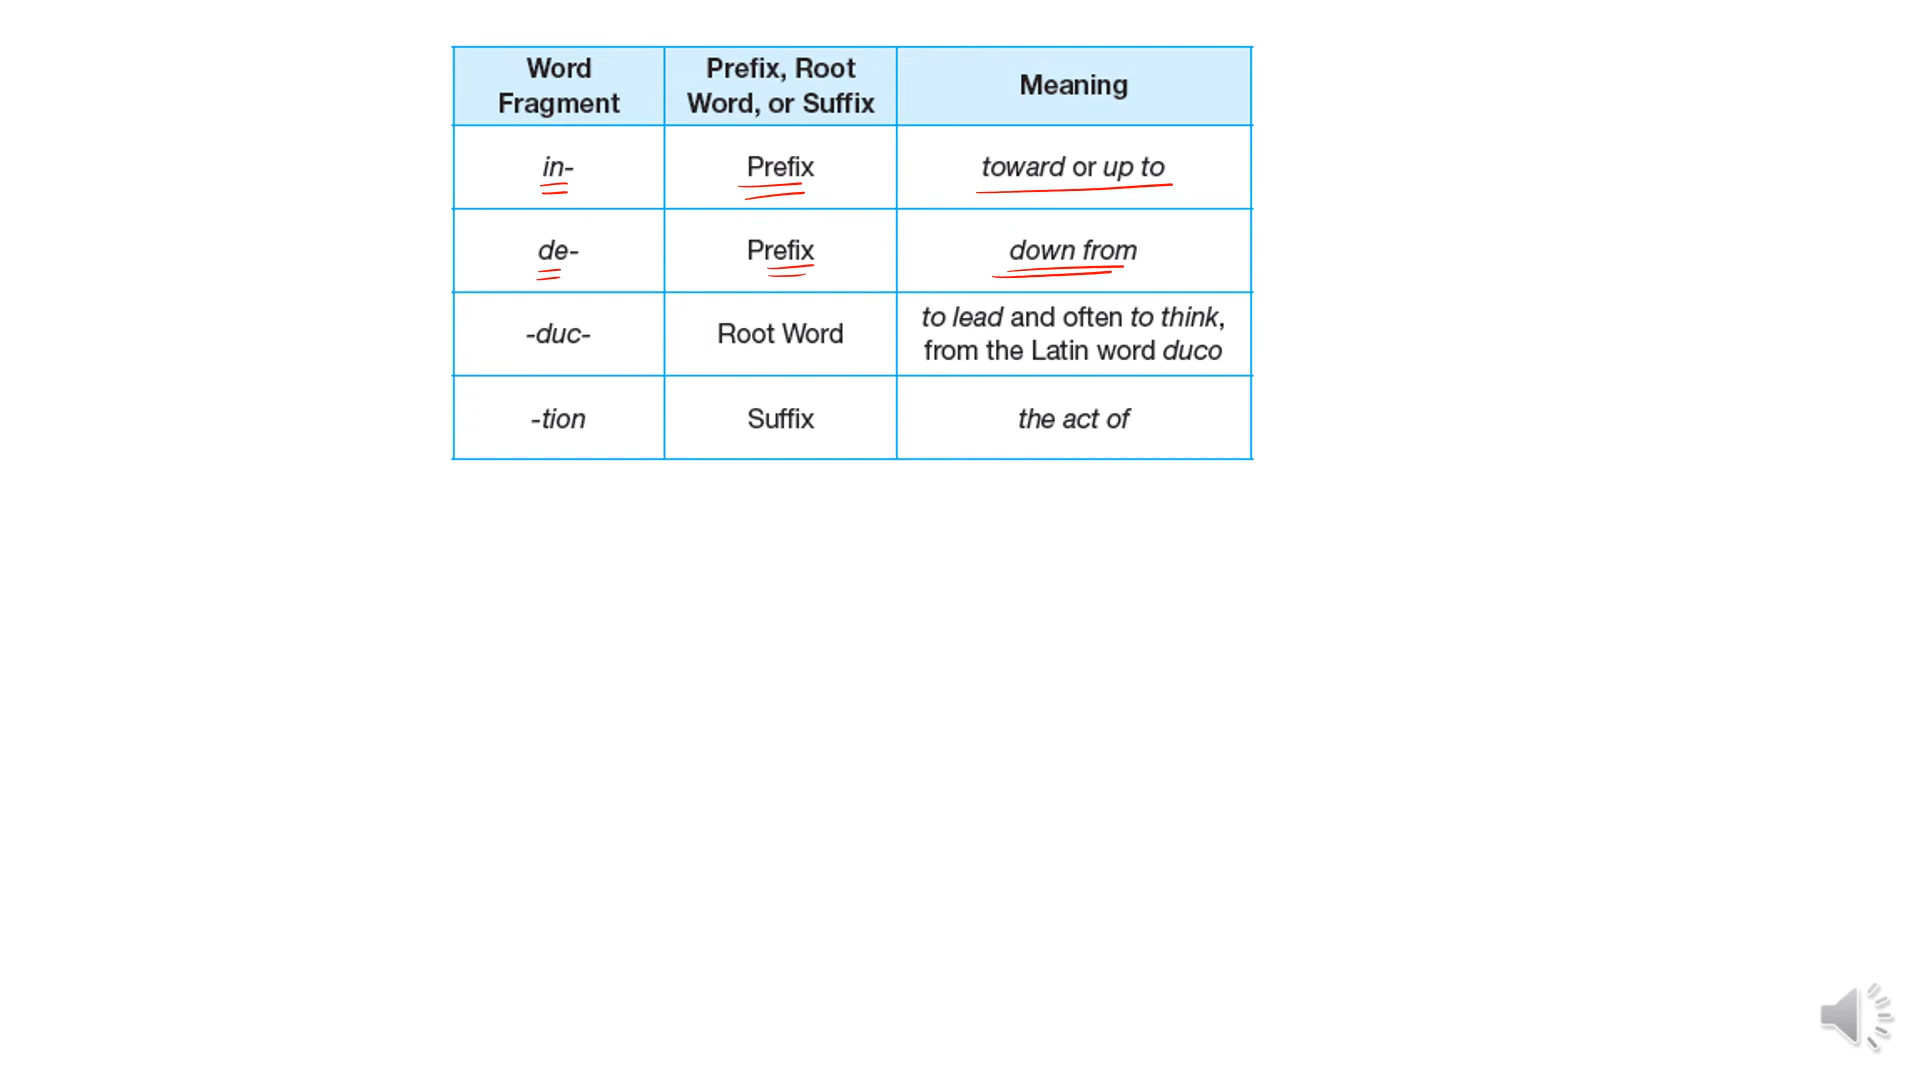 Word Fragment
Prefix, Root Word, or Suffix
Meaning
in-
Prefix
toward or up to
de-
Prefix
down from
-duc-
Root Word
to lead and often to think,
from the Latin word duco
-tion
Suffix
the act of